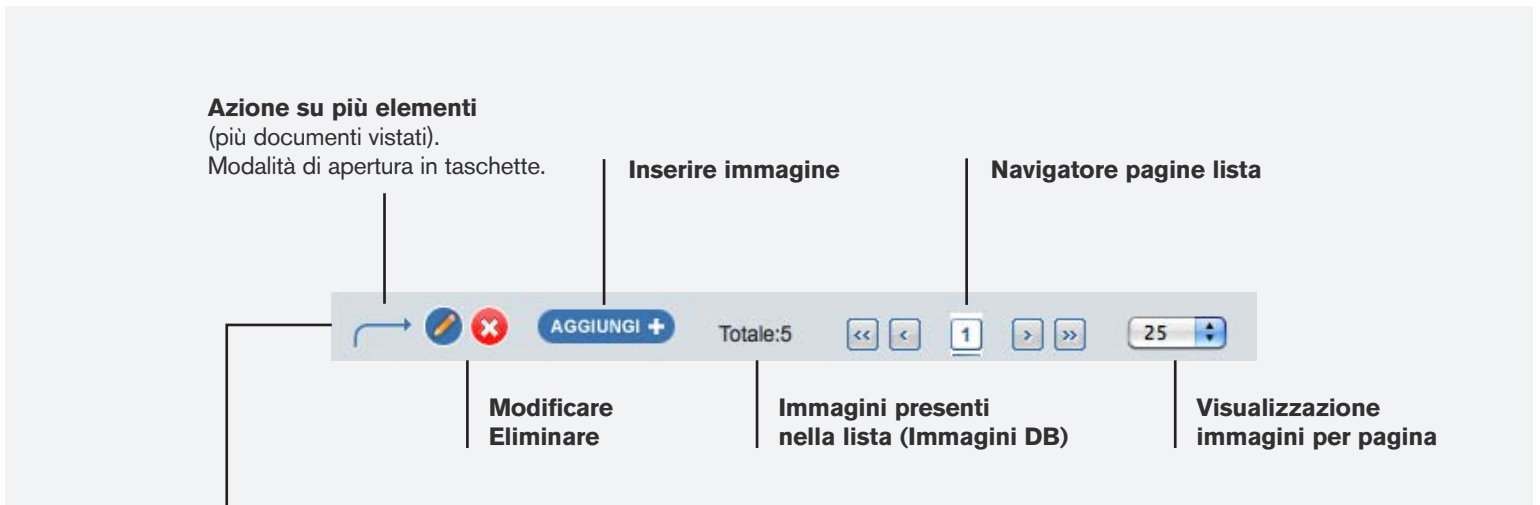 Azione su più elementi
(più documenti vistati).
Modalità di apertura in taschette.
Inserire immagine
Navigatore pagine lista
AGGIUNGI +
Totale:5
<< < 1 > >>
25
Modificare
Eliminare
Immagini presenti
nella lista (Immagini DB)
Visualizzazione
immagini per pagina